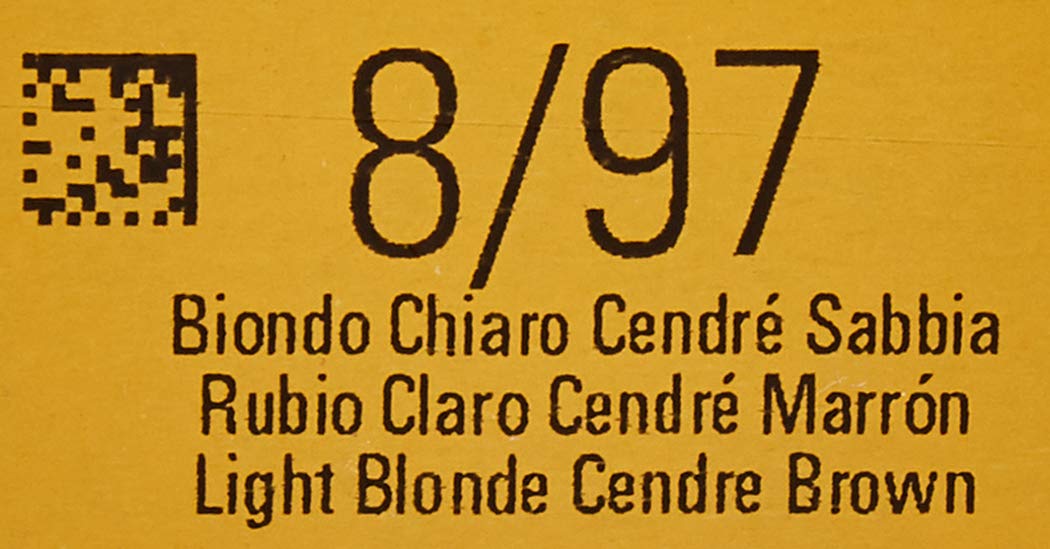 8/97
Biondo Chiaro Cendré Sabbia
Rubio Claro Cendré Marrón
Light Blonde Cendre Brown